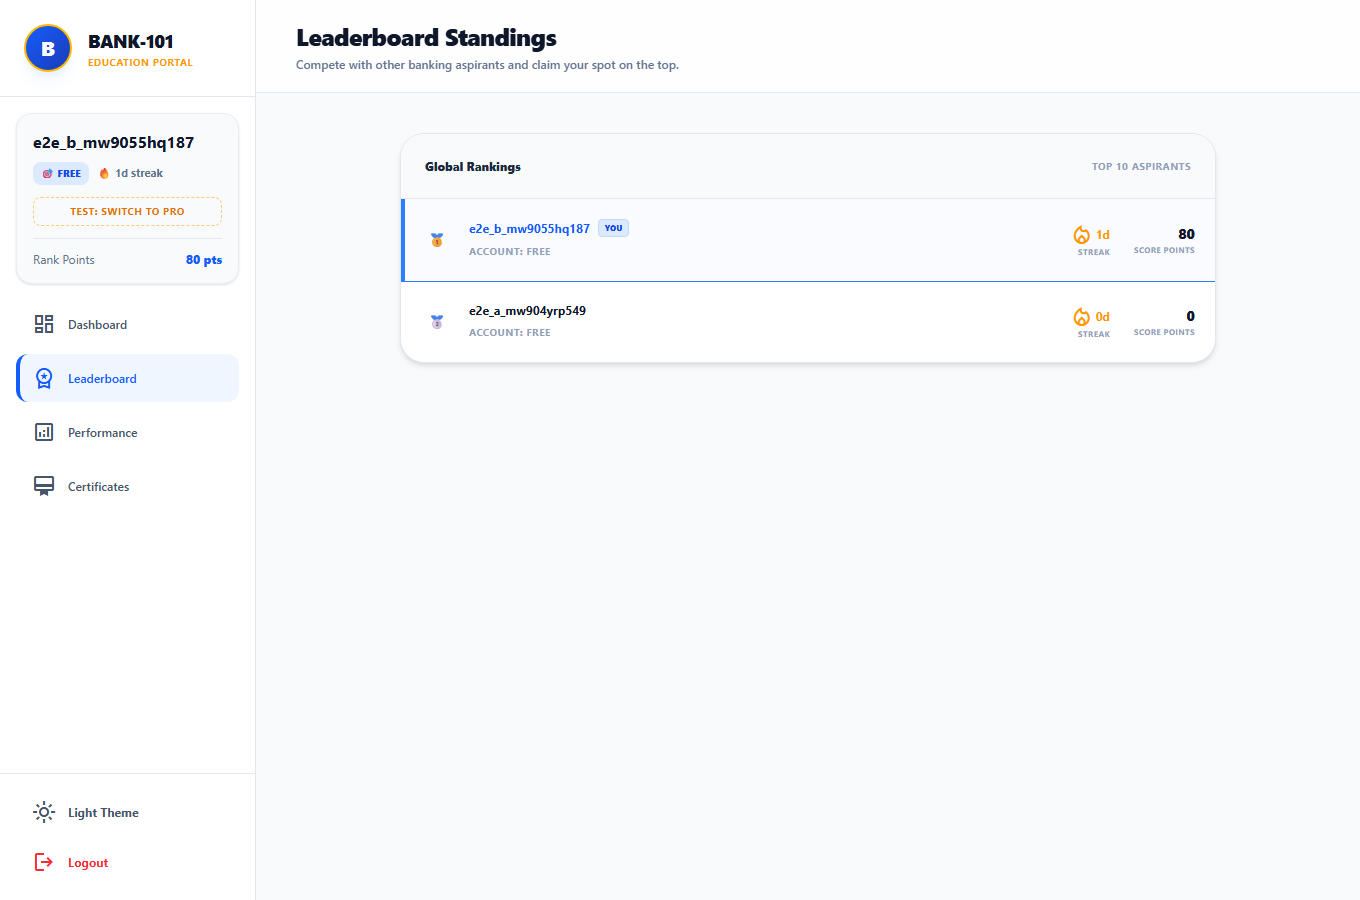 B
BANK-101
EDUCATION PORTAL
e2e_b_mw9055hq187
FREE 1d streak
TEST: SWITCH TO PRO
Rank Points 80 pts
Dashboard
Leaderboard
Performance
Certificates
Light Theme
Logout
Leaderboard Standings
Compete with other banking aspirants and claim your spot on the top.
Global Rankings TOP 10 ASPIRANTS
1
e2e_b_mw9055hq187 YOU
ACCOUNT: FREE
1d
STREAK
80
SCORE POINTS
2
e2e_a_mw904yrp549
ACCOUNT: FREE
0d
STREAK
0
SCORE POINTS